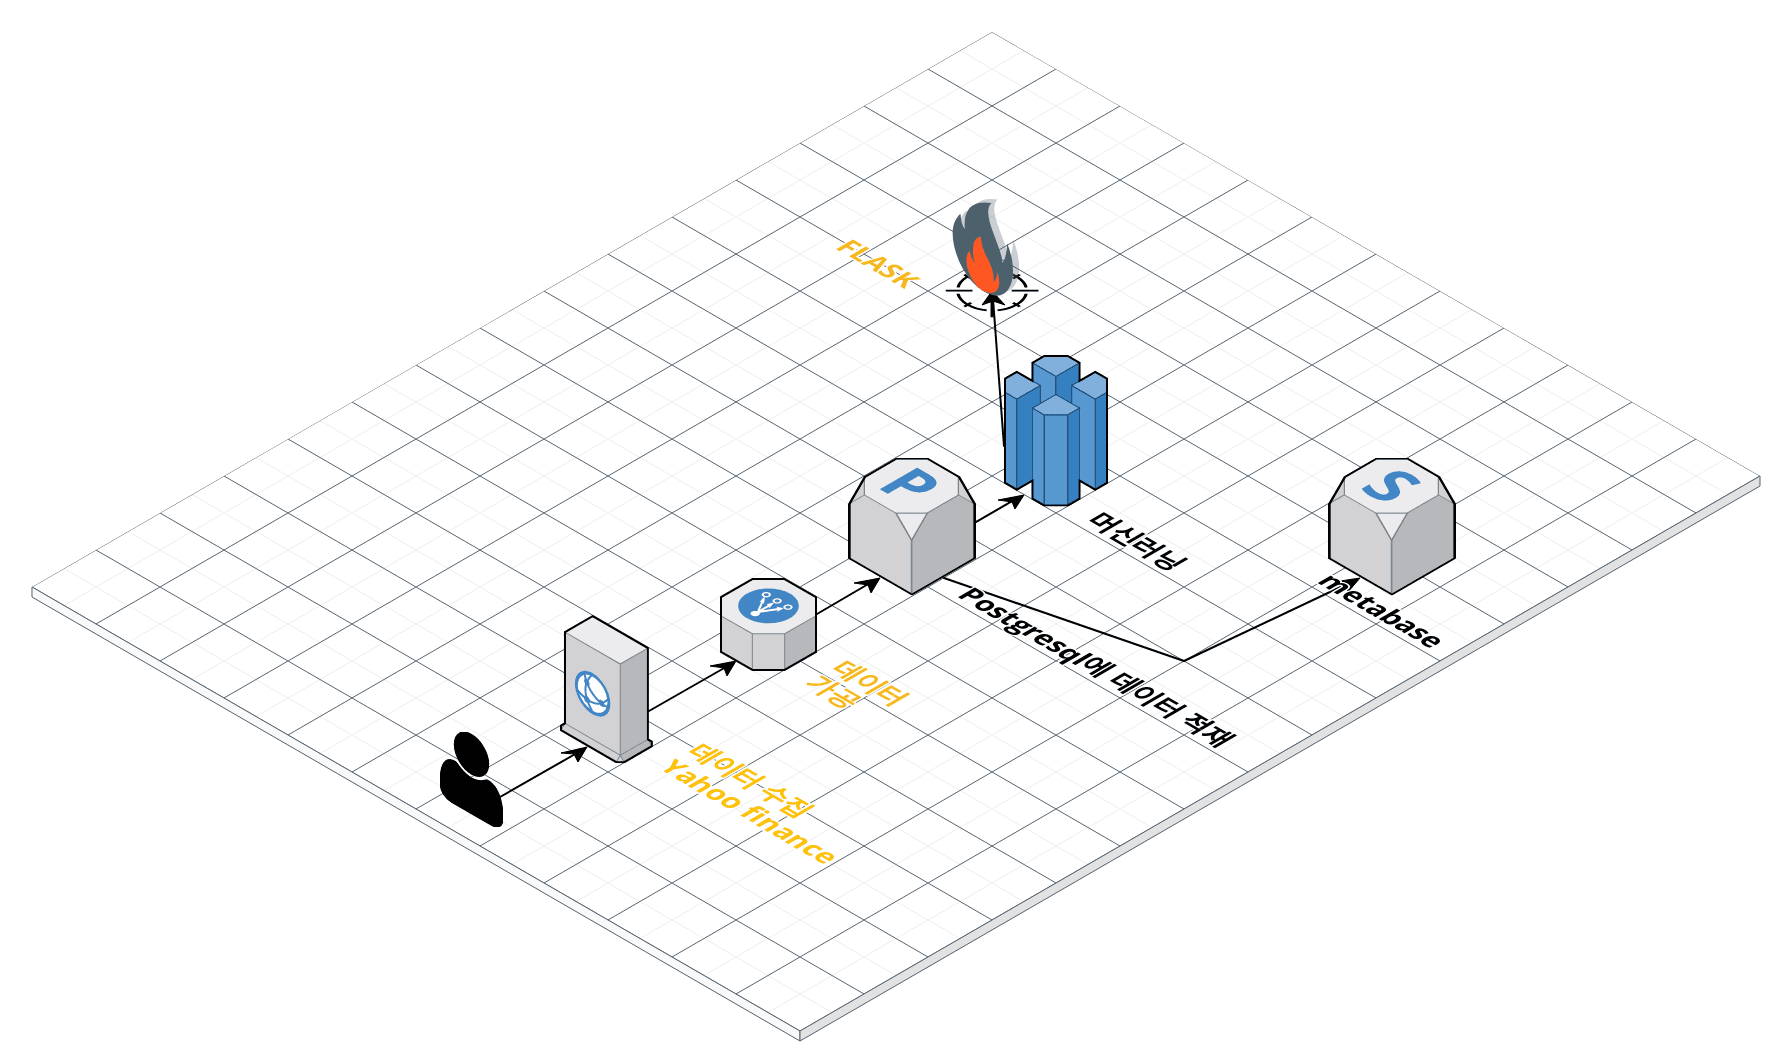 FLASK
P
S
머신러닝
metabase
Postgresql에 데이터 적재
데이터
가공
데이터 수집
Yahoo finance